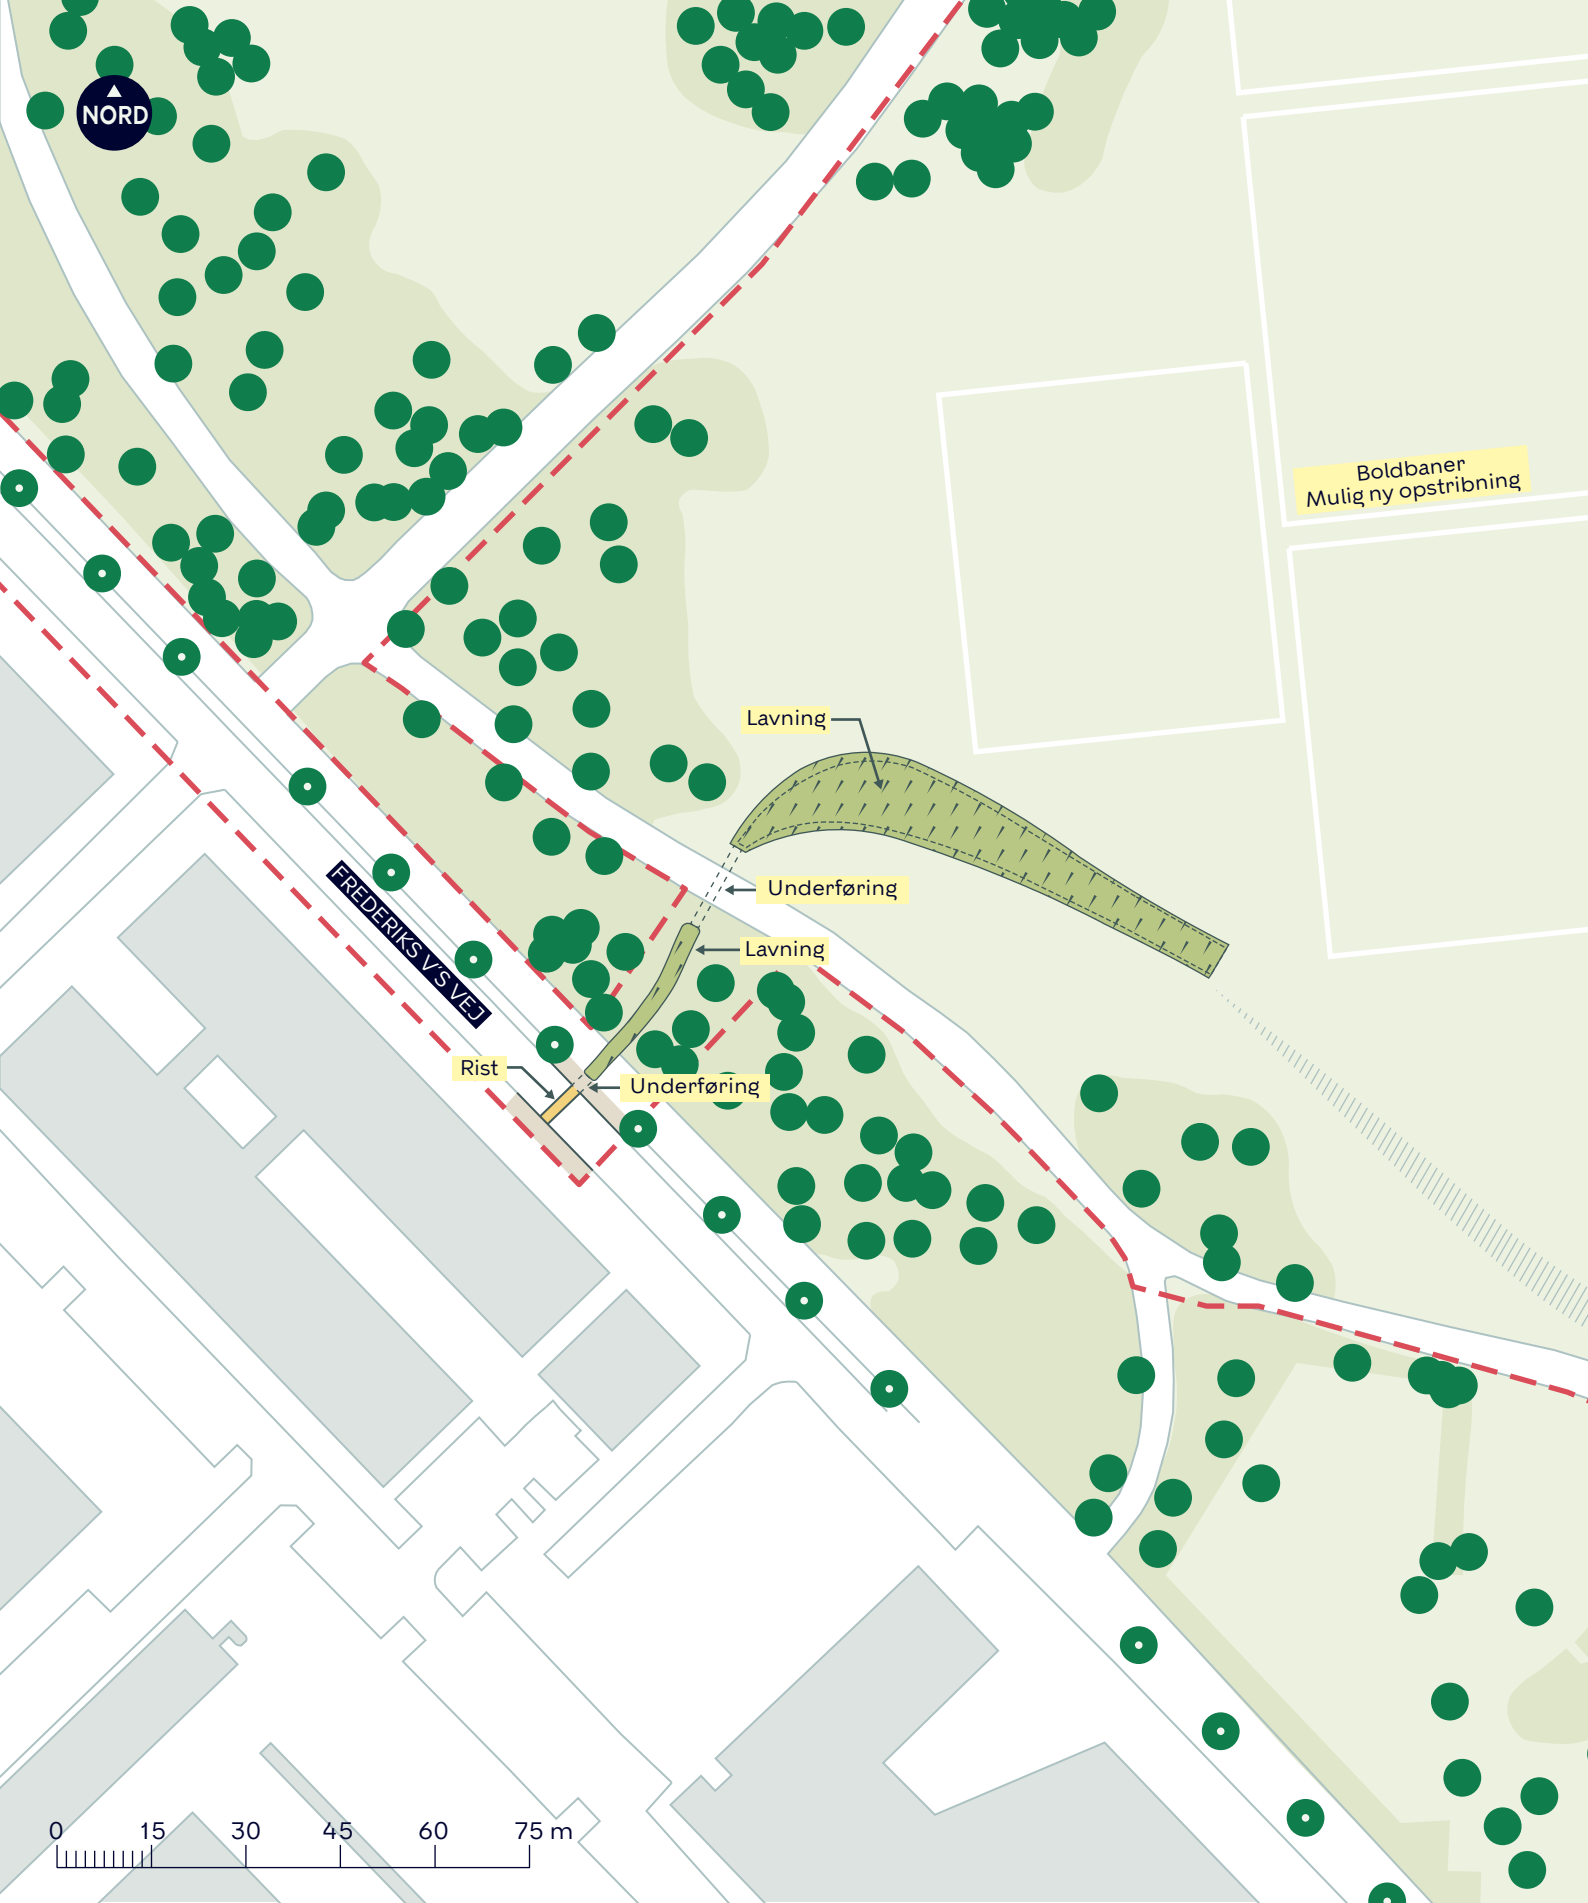 NORD
Boldbaner
Mulig ny opstribning
Lavning
Underføring
Lavning
FREDERIKS V'S VEJ
Rist
Underføring
0 15 30 45 60 75 m